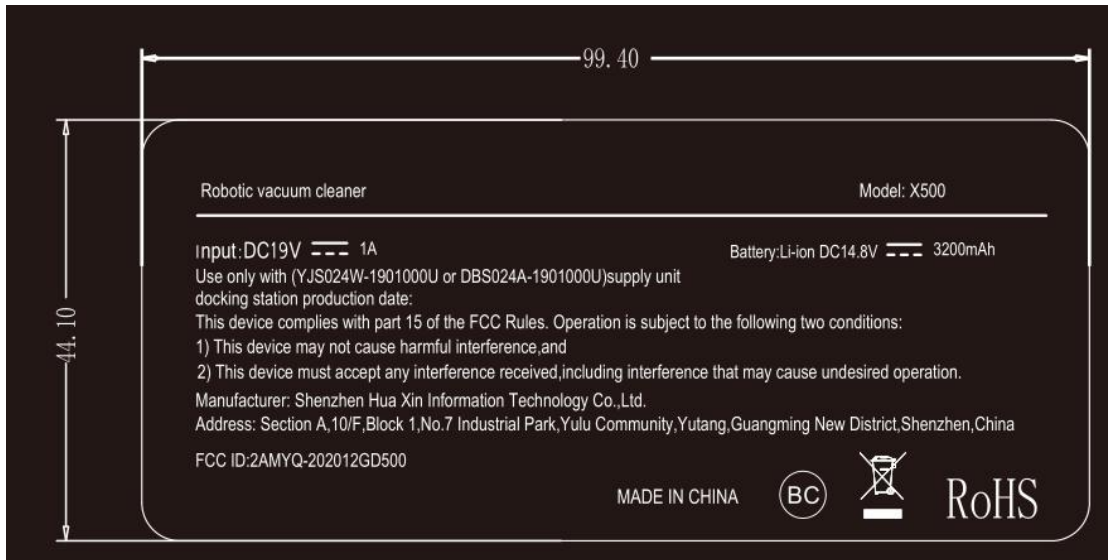 99.40
44.10
Robotic vacuum cleaner Model: X500
Input:DC19V 1A Battery:Li-ion DC14.8V 3200mAh
Use only with (YJS024W-1901000U or DBS024A-1901000U)supply unit
docking station production date:
This device complies with part 15 of the FCC Rules. Operation is subject to the following two conditions:
1) This device may not cause harmful interference,and
2) This device must accept any interference received,including interference that may cause undesired operation.
Manufacturer: Shenzhen Hua Xin Information Technology Co.,Ltd.
Address: Section A,10/F,Block 1,No.7 Industrial Park,Yulu Community,Yutang,Guangming New District,Shenzhen,China
FCC ID:2AMYQ-202012GD500
MADE IN CHINA BC RoHS